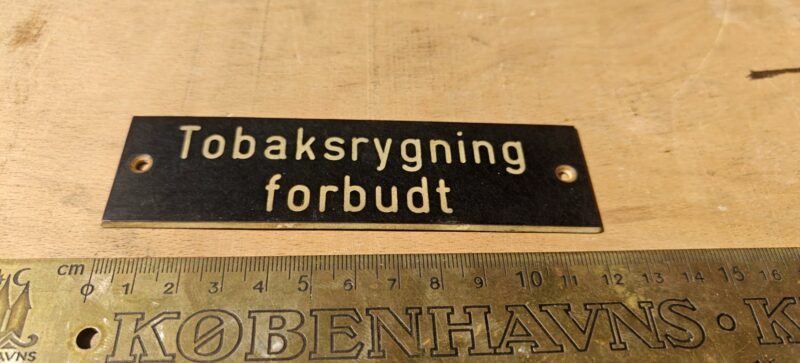 Tobaksrygning
forbudt
cm
0 1 2 3 4 5 6 7 8 9 10 11 12 13 14 15 16
KØBENHAVNS • K